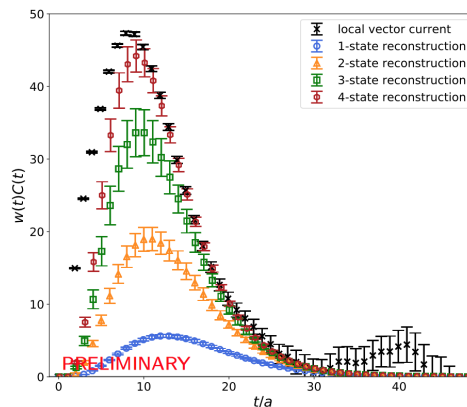 50
40
30
20
10
0
0
10
20
30
40
w(t)C(t)
t/a
local vector current
1-state reconstruction
2-state reconstruction
3-state reconstruction
4-state reconstruction
PRELIMINARY